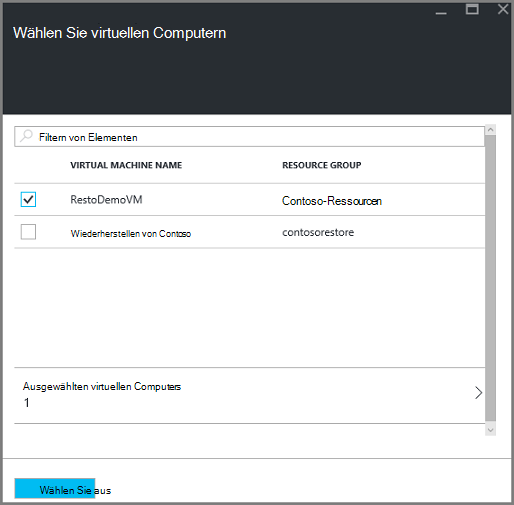 Wählen Sie virtuellen Computern
Filtern von Elementen
VIRTUAL MACHINE NAME RESOURCE GROUP
RestoDemoVM Contoso-Ressourcen
Wiederherstellen von Contoso contosorestore
Ausgewählten virtuellen Computers
1
Wählen Sie aus